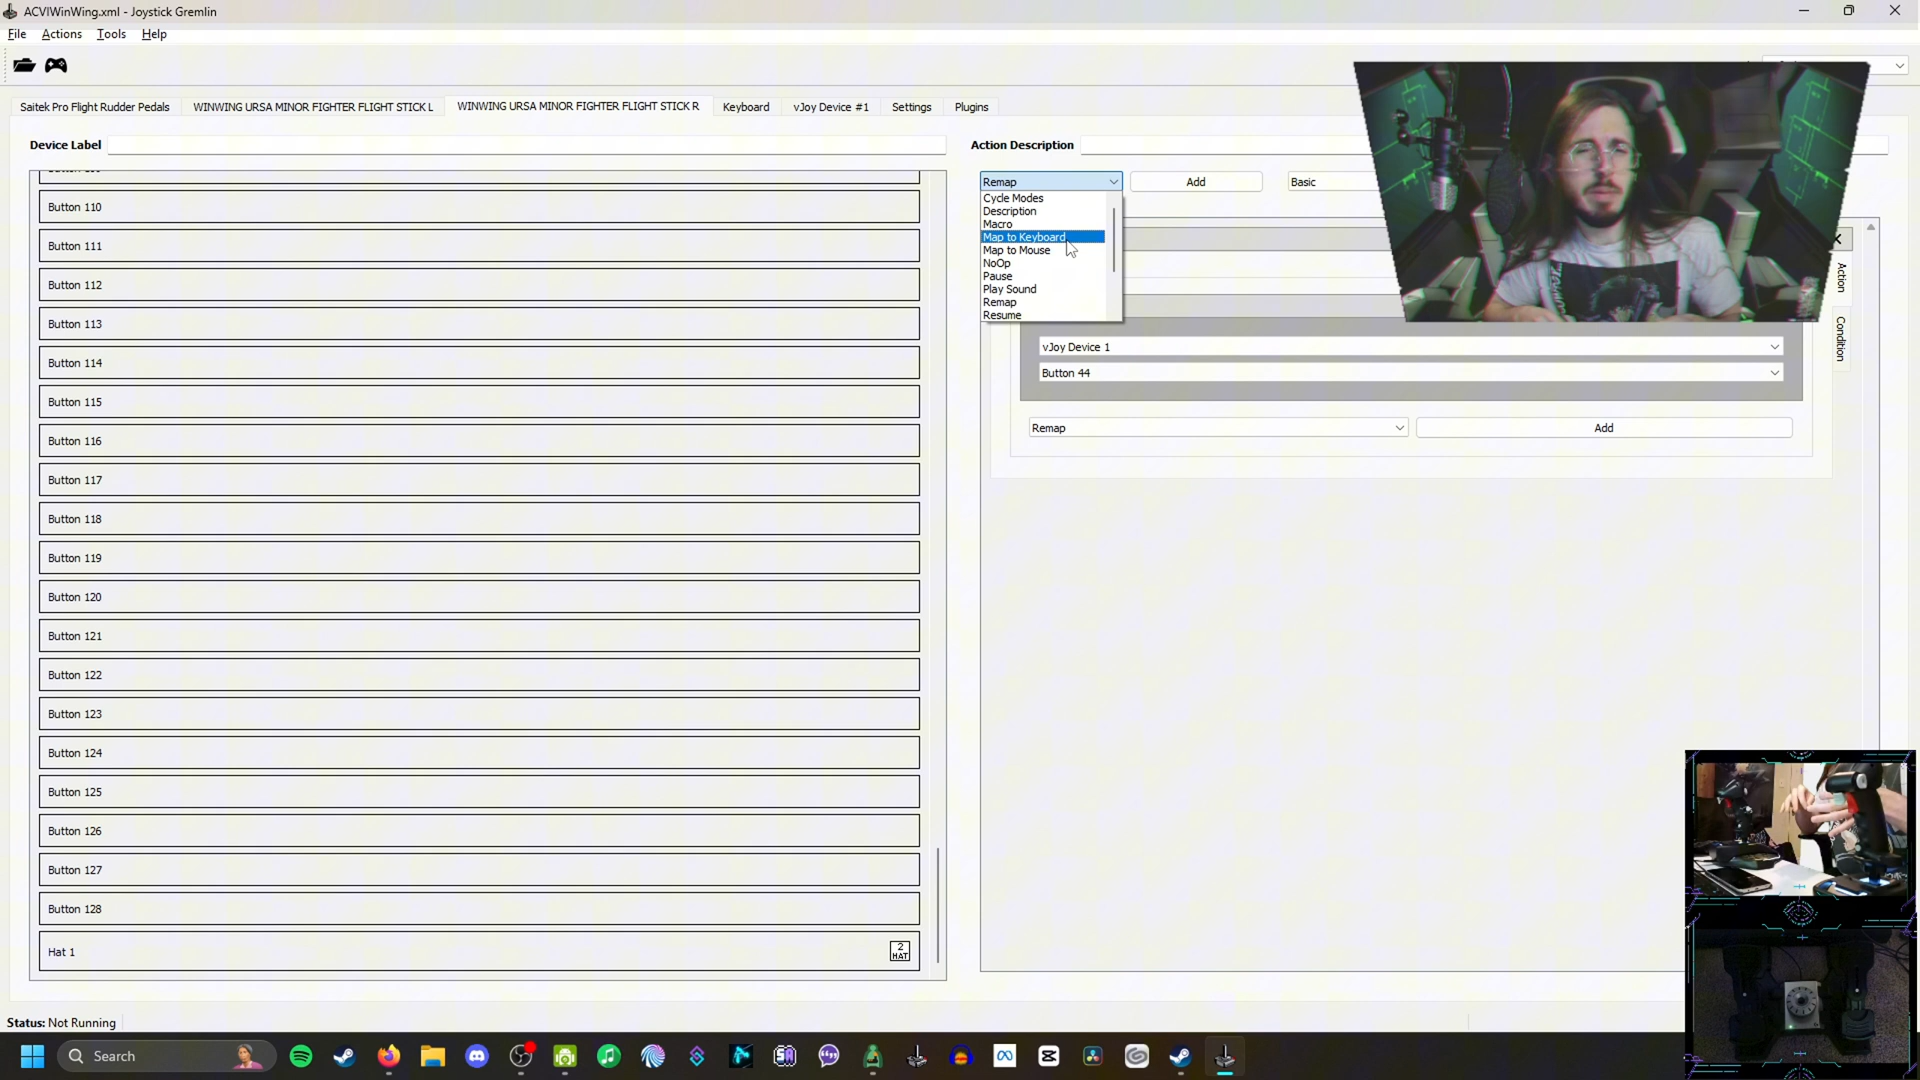 ACVIWinWing.xml - Joystick Gremlin
File Actions Tools Help
Saitek Pro Flight Rudder Pedals WINWING URSA MINOR FIGHTER FLIGHT STICK L WINWING URSA MINOR FIGHTER FLIGHT STICK R Keyboard vJoy Device #1 Settings Plugins
Device Label
Button 110
Button 111
Button 112
Button 113
Button 114
Button 115
Button 116
Button 117
Button 118
Button 119
Button 120
Button 121
Button 122
Button 123
Button 124
Button 125
Button 126
Button 127
Button 128
Hat 1
2
HAT
Action Description
Remap Add Basic
Cycle Modes
Description
Macro
Map to Keyboard
Map to Mouse
NoOp
Pause
Play Sound
Remap
Resume
Action
Condition
vJoy Device 1
Button 44
Remap Add
Status: Not Running
Search